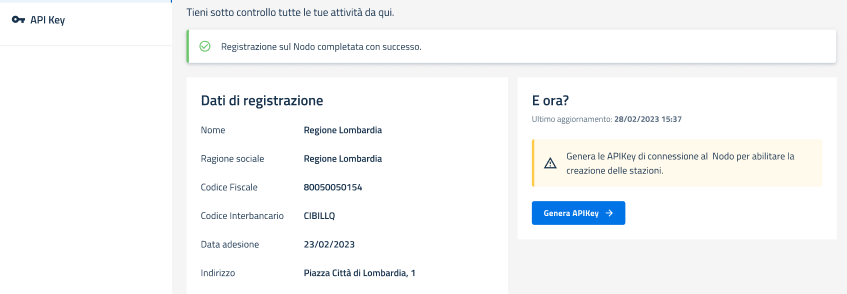 API Key
Tieni sotto controllo tutte le tue attività da qui.
Registrazione sul Nodo completata con successo.
Dati di registrazione
Nome Regione Lombardia
Ragione sociale Regione Lombardia
Codice Fiscale 80050050154
Codice Interbancario CIBILLQ
Data adesione 23/02/2023
Indirizzo Piazza Città di Lombardia, 1
E ora?
Ultimo aggiornamento: 28/02/2023 15:37
Genera le APIKey di connessione al Nodo per abilitare la
creazione delle stazioni.
Genera APIKey